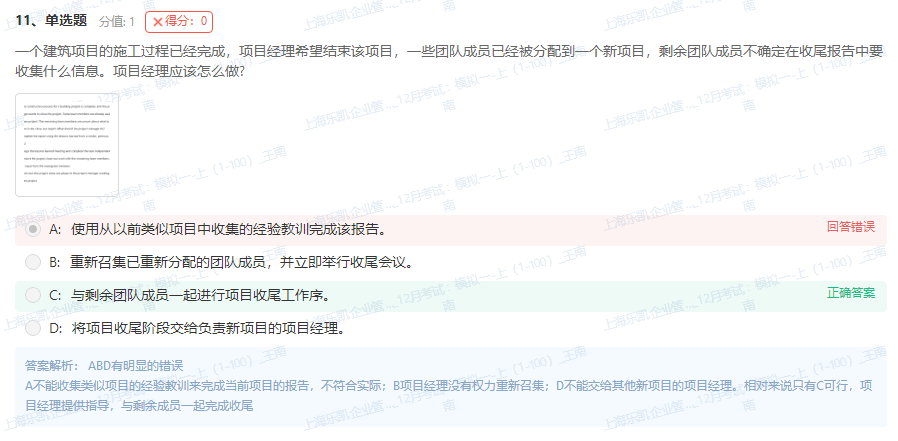 11、单选题 分值: 1 ×得分：0
一个建筑项目的施工过程已经完成，项目经理希望结束该项目，一些团队成员已经被分配到一个新项目，剩余团队成员不确定在收尾报告中要
收集什么信息。项目经理应该怎么做?
A: 使用从以前类似项目中收集的经验教训完成该报告。 回答错误
B: 重新召集已重新分配的团队成员，并立即举行收尾会议。
C: 与剩余团队成员一起进行项目收尾工作序。 正确答案
D: 将项目收尾阶段交给负责新项目的项目经理。
答案解析： ABD有明显的错误
A不能收集类似项目的经验教训来完成当前项目的报告，不符合实际；B项目经理没有权力重新召集；D不能交给其他新项目的项目经理。相对来说只有C可行，项
目经理提供指导，与剩余成员一起完成收尾
上海乐凯企业管...12月考试：模拟一上（1-100）_王南
南